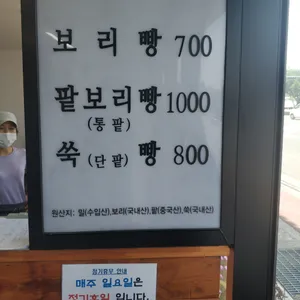 보리빵 700
팥보리빵 1000
(통팥)
쑥(단팥)빵 800
원산지: 밀(수입산),보리(국내산),팥(중국산),쑥(국내산)
정기휴무 안내
매주 일요일은
정기휴일 입니다.